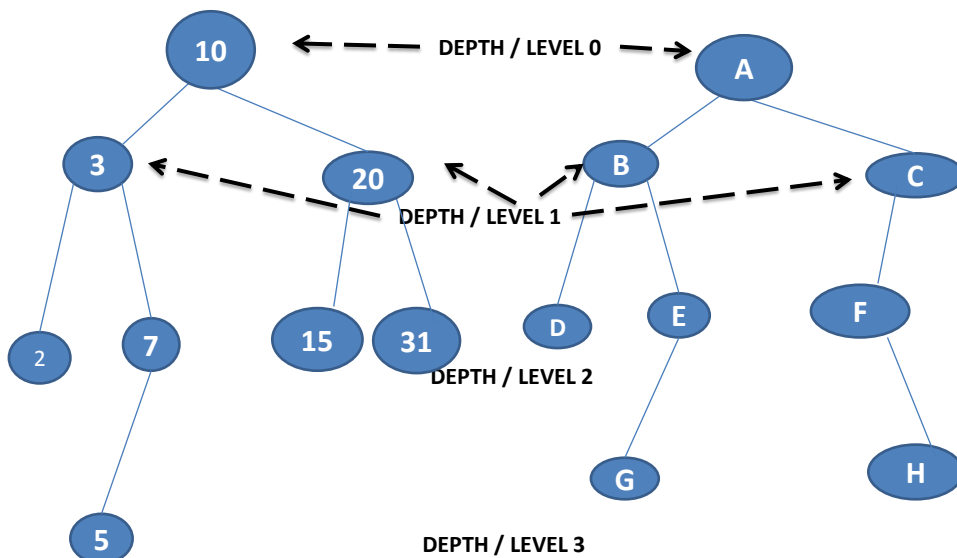 10
DEPTH / LEVEL 0
A
3
20
B
C
DEPTH / LEVEL 1
2
7
15
31
D
E
F
DEPTH / LEVEL 2
G
H
5
DEPTH / LEVEL 3